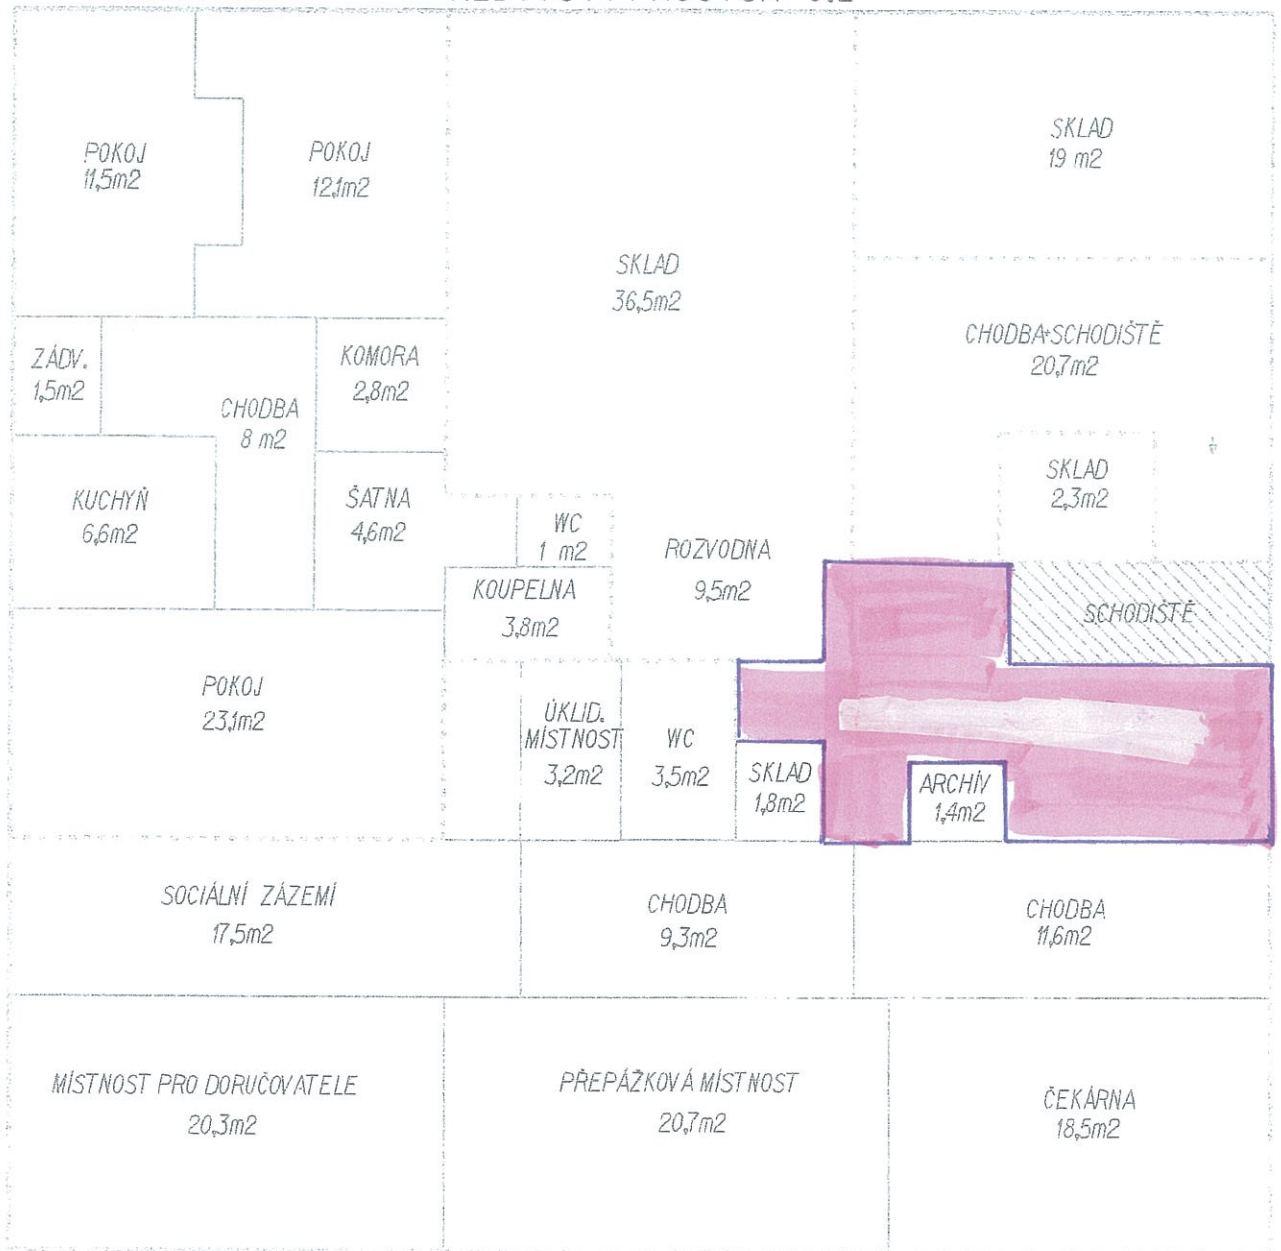 POKOJ
11,5m2
POKOJ
12,1m2
SKLAD
36,5m2
SKLAD
19 m2
CHODBA+SCHODIŠTĚ
20,7m2
ZÁDV.
1,5m2
CHODBA
8 m2
KOMORA
2,8m2
KUCHYŇ
6,6m2
ŠATNA
4,6m2
WC
1 m2
SKLAD
2,3m2
KOUPELNA
3,8m2
ROZVODNA
9,5m2
SCHODIŠTĚ
POKOJ
23,1m2
ÚKLID.
MÍSTNOST
3,2m2
WC
3,5m2
SKLAD
1,8m2
ARCHÍV
1,4m2
SOCIÁLNÍ ZÁZEMÍ
17,5m2
CHODBA
9,3m2
CHODBA
11,6m2
MÍSTNOST PRO DORUČOVATELE
20,3m2
PŘEPÁŽKOVÁ MÍSTNOST
20,7m2
ČEKÁRNA
18,5m2